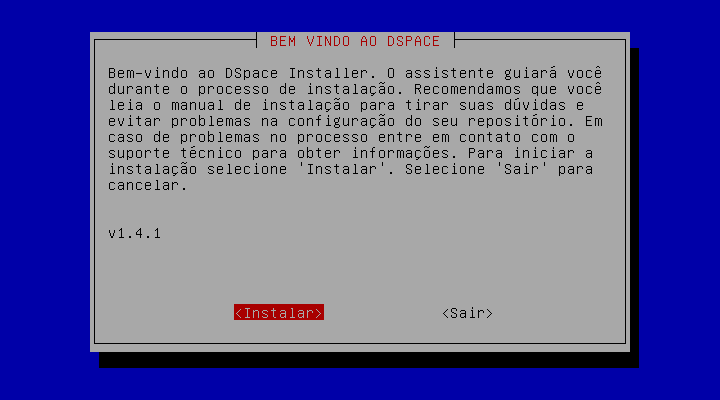 BEM VINDO AO DSPACE
Bem-vindo ao DSpace Installer. O assistente guiará você
durante o processo de instalação. Recomendamos que você
leia o manual de instalação para tirar suas dúvidas e
evitar problemas na configuração do seu repositório. Em
caso de problemas no processo entre em contato com o
suporte técnico para obter informações. Para iniciar a
instalação selecione 'Instalar'. Selecione 'Sair' para
cancelar.
v1.4.1
<Instalar> <Sair>